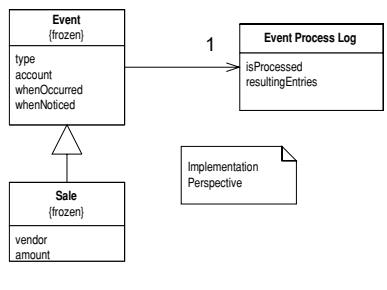 Event
{frozen}
type
account
whenOccurred
whenNoticed
1
Event Process Log
isProcessed
resultingEntries
Implementation
Perspective
Sale
{frozen}
vendor
amount